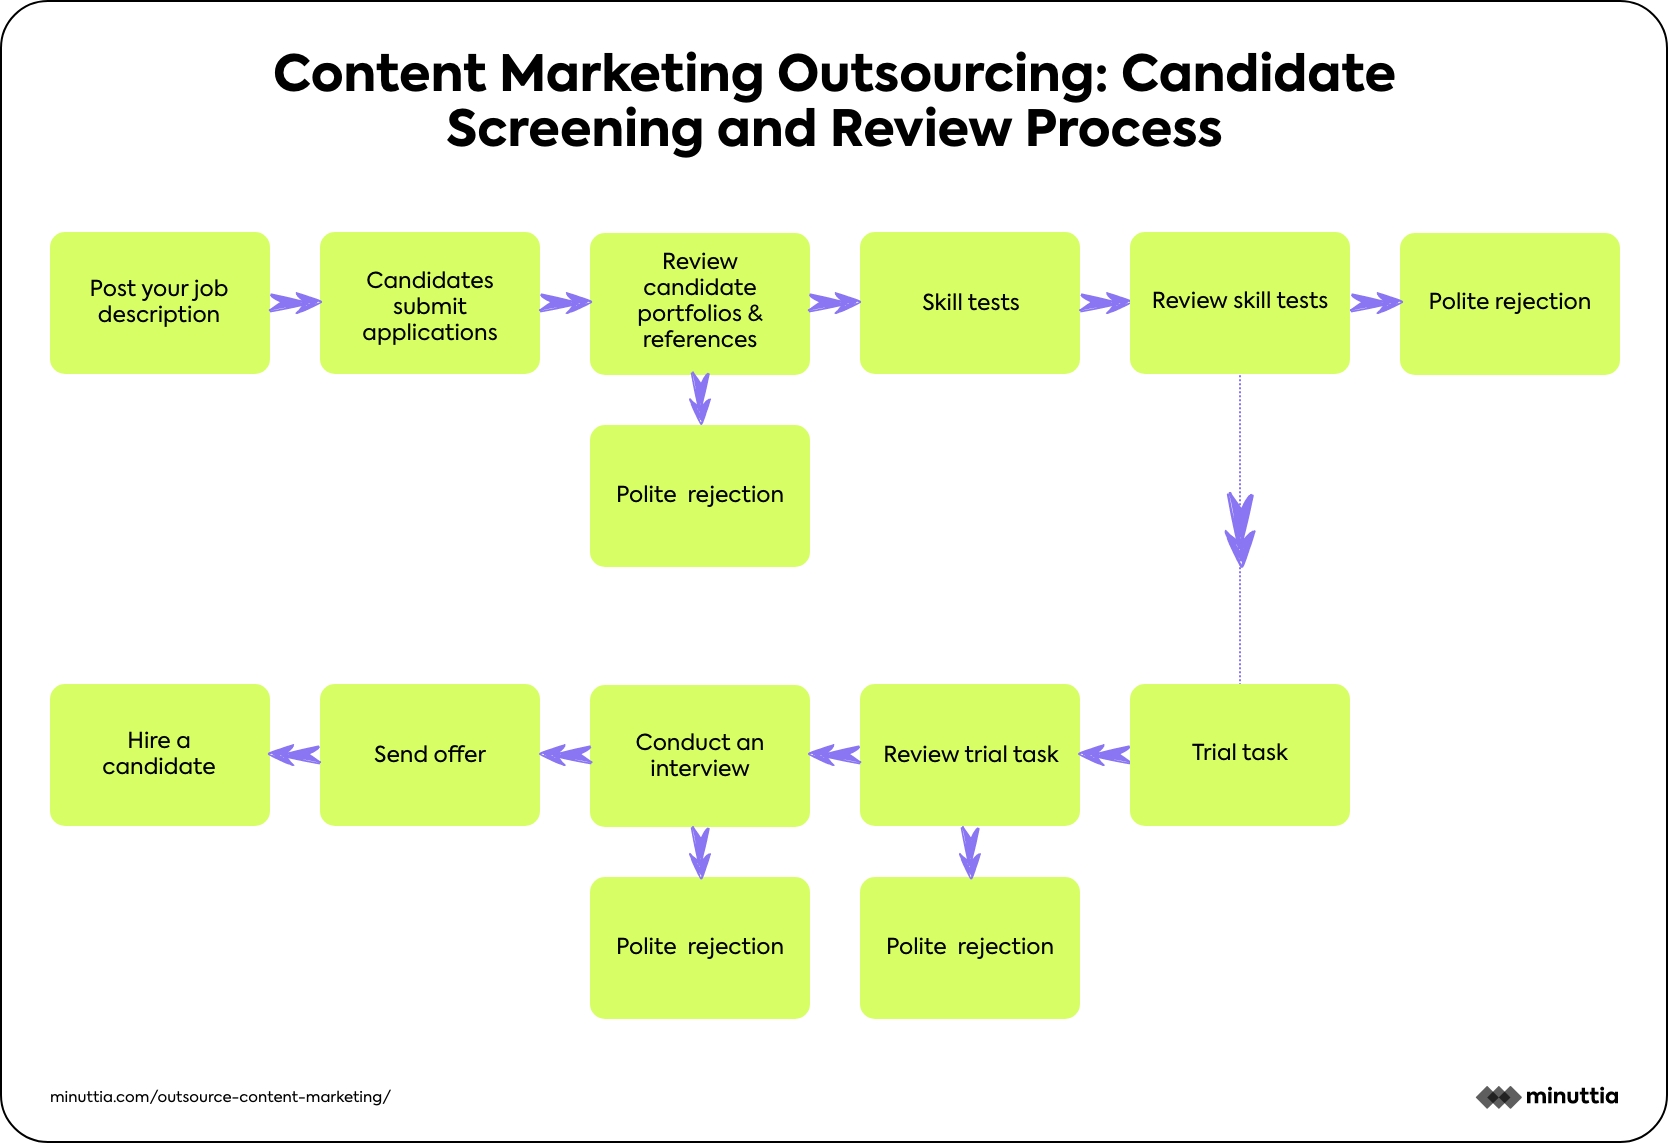 Content Marketing Outsourcing: Candidate
Screening and Review Process
Post your job
description
Candidates
submit
applications
Review
candidate
portfolios &
references
Skill tests
Review skill tests
Polite rejection
Polite rejection
Hire a
candidate
Send offer
Conduct an
interview
Review trial task
Trial task
Polite rejection
Polite rejection
minuttia.com/outsource-content-marketing/
minuttia